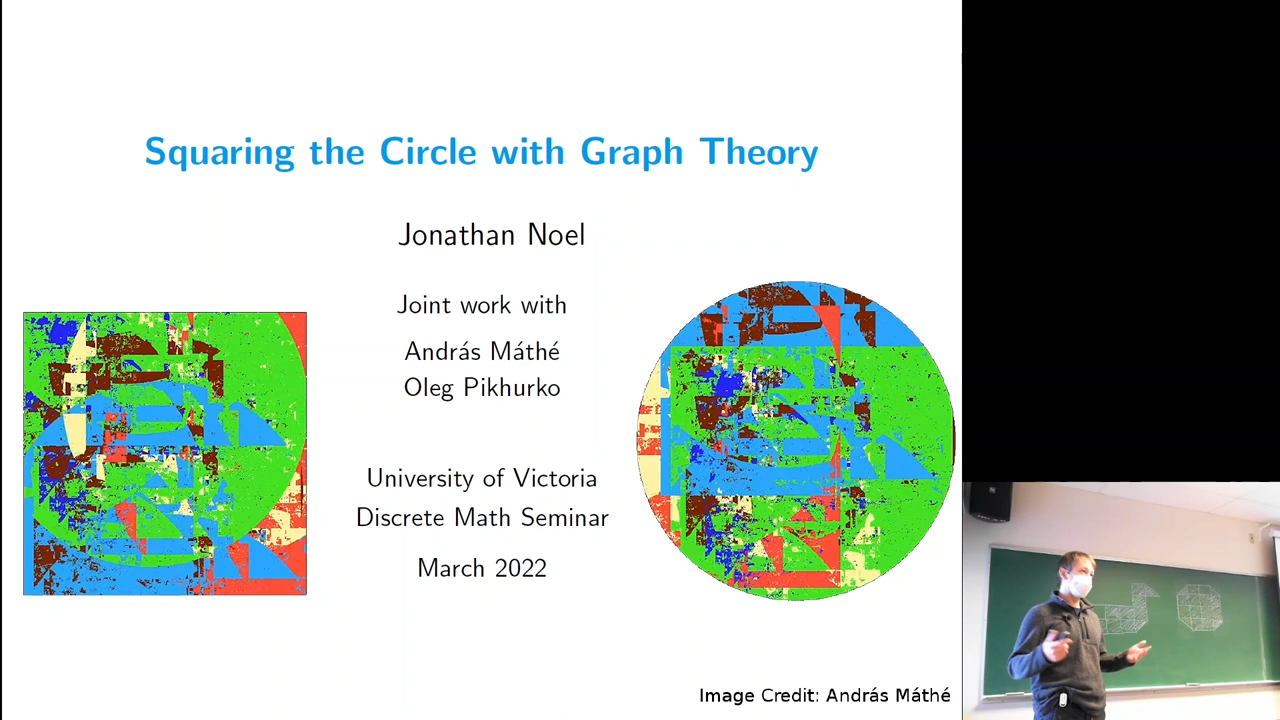 Squaring the Circle with Graph Theory
Jonathan Noel
Joint work with
András Máthé
Oleg Pikhurko
University of Victoria
Discrete Math Seminar
March 2022
Image Credit: András Máthé